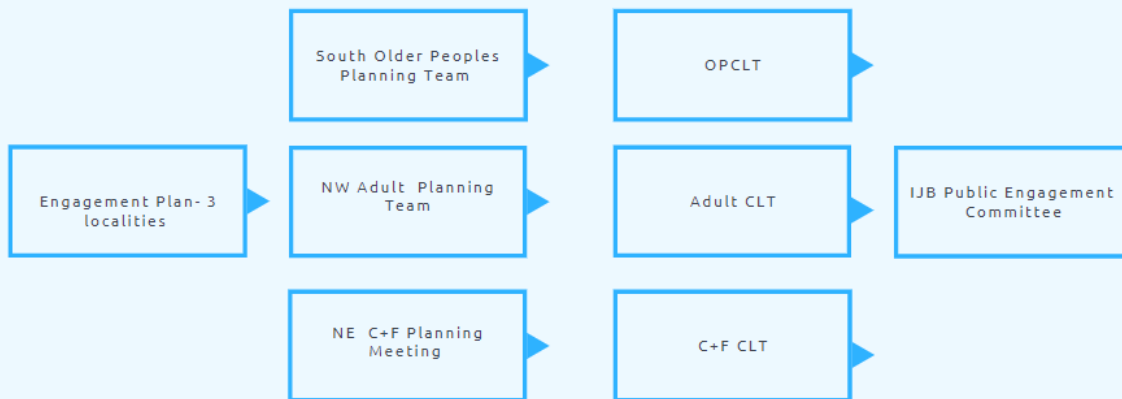 South Older Peoples
Planning Team
OPCLT
Engagement Plan- 3
localities
NW Adult  Planning
Team
Adult CLT
IJB Public Engagement
Committee
NE  C+F Planning
Meeting
C+F CLT